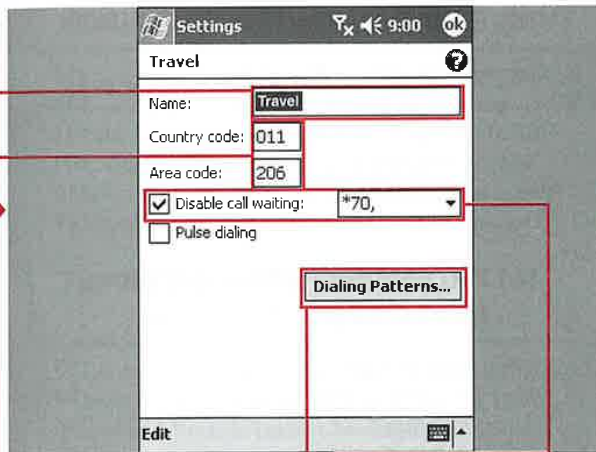 Settings 9:00 ok
Travel ?
Name: Travel
Country code: 011
Area code: 206
Disable call waiting: *70,
Pulse dialing
Dialing Patterns...
Edit